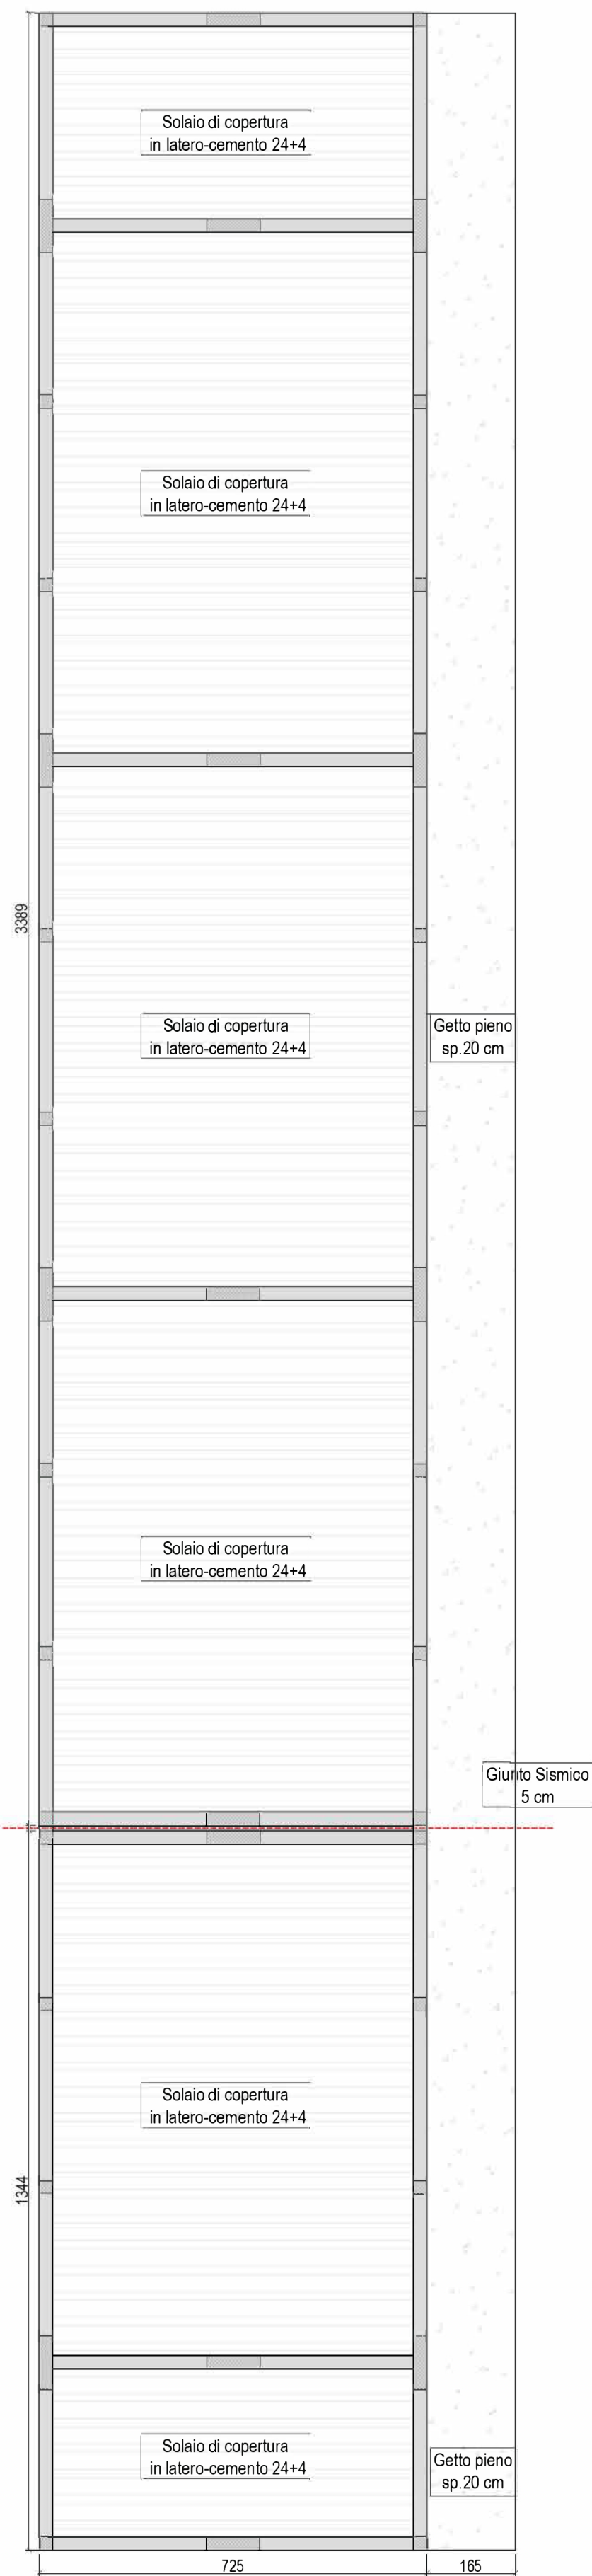 Solaio di copertura
in latero-cemento 24+4
Solaio di copertura
in latero-cemento 24+4
3389
Solaio di copertura
in latero-cemento 24+4
Getto pieno
sp.20 cm
Solaio di copertura
in latero-cemento 24+4
Giunto Sismico
5 cm
Solaio di copertura
in latero-cemento 24+4
1344
Solaio di copertura
in latero-cemento 24+4
Getto pieno
sp.20 cm
725
165